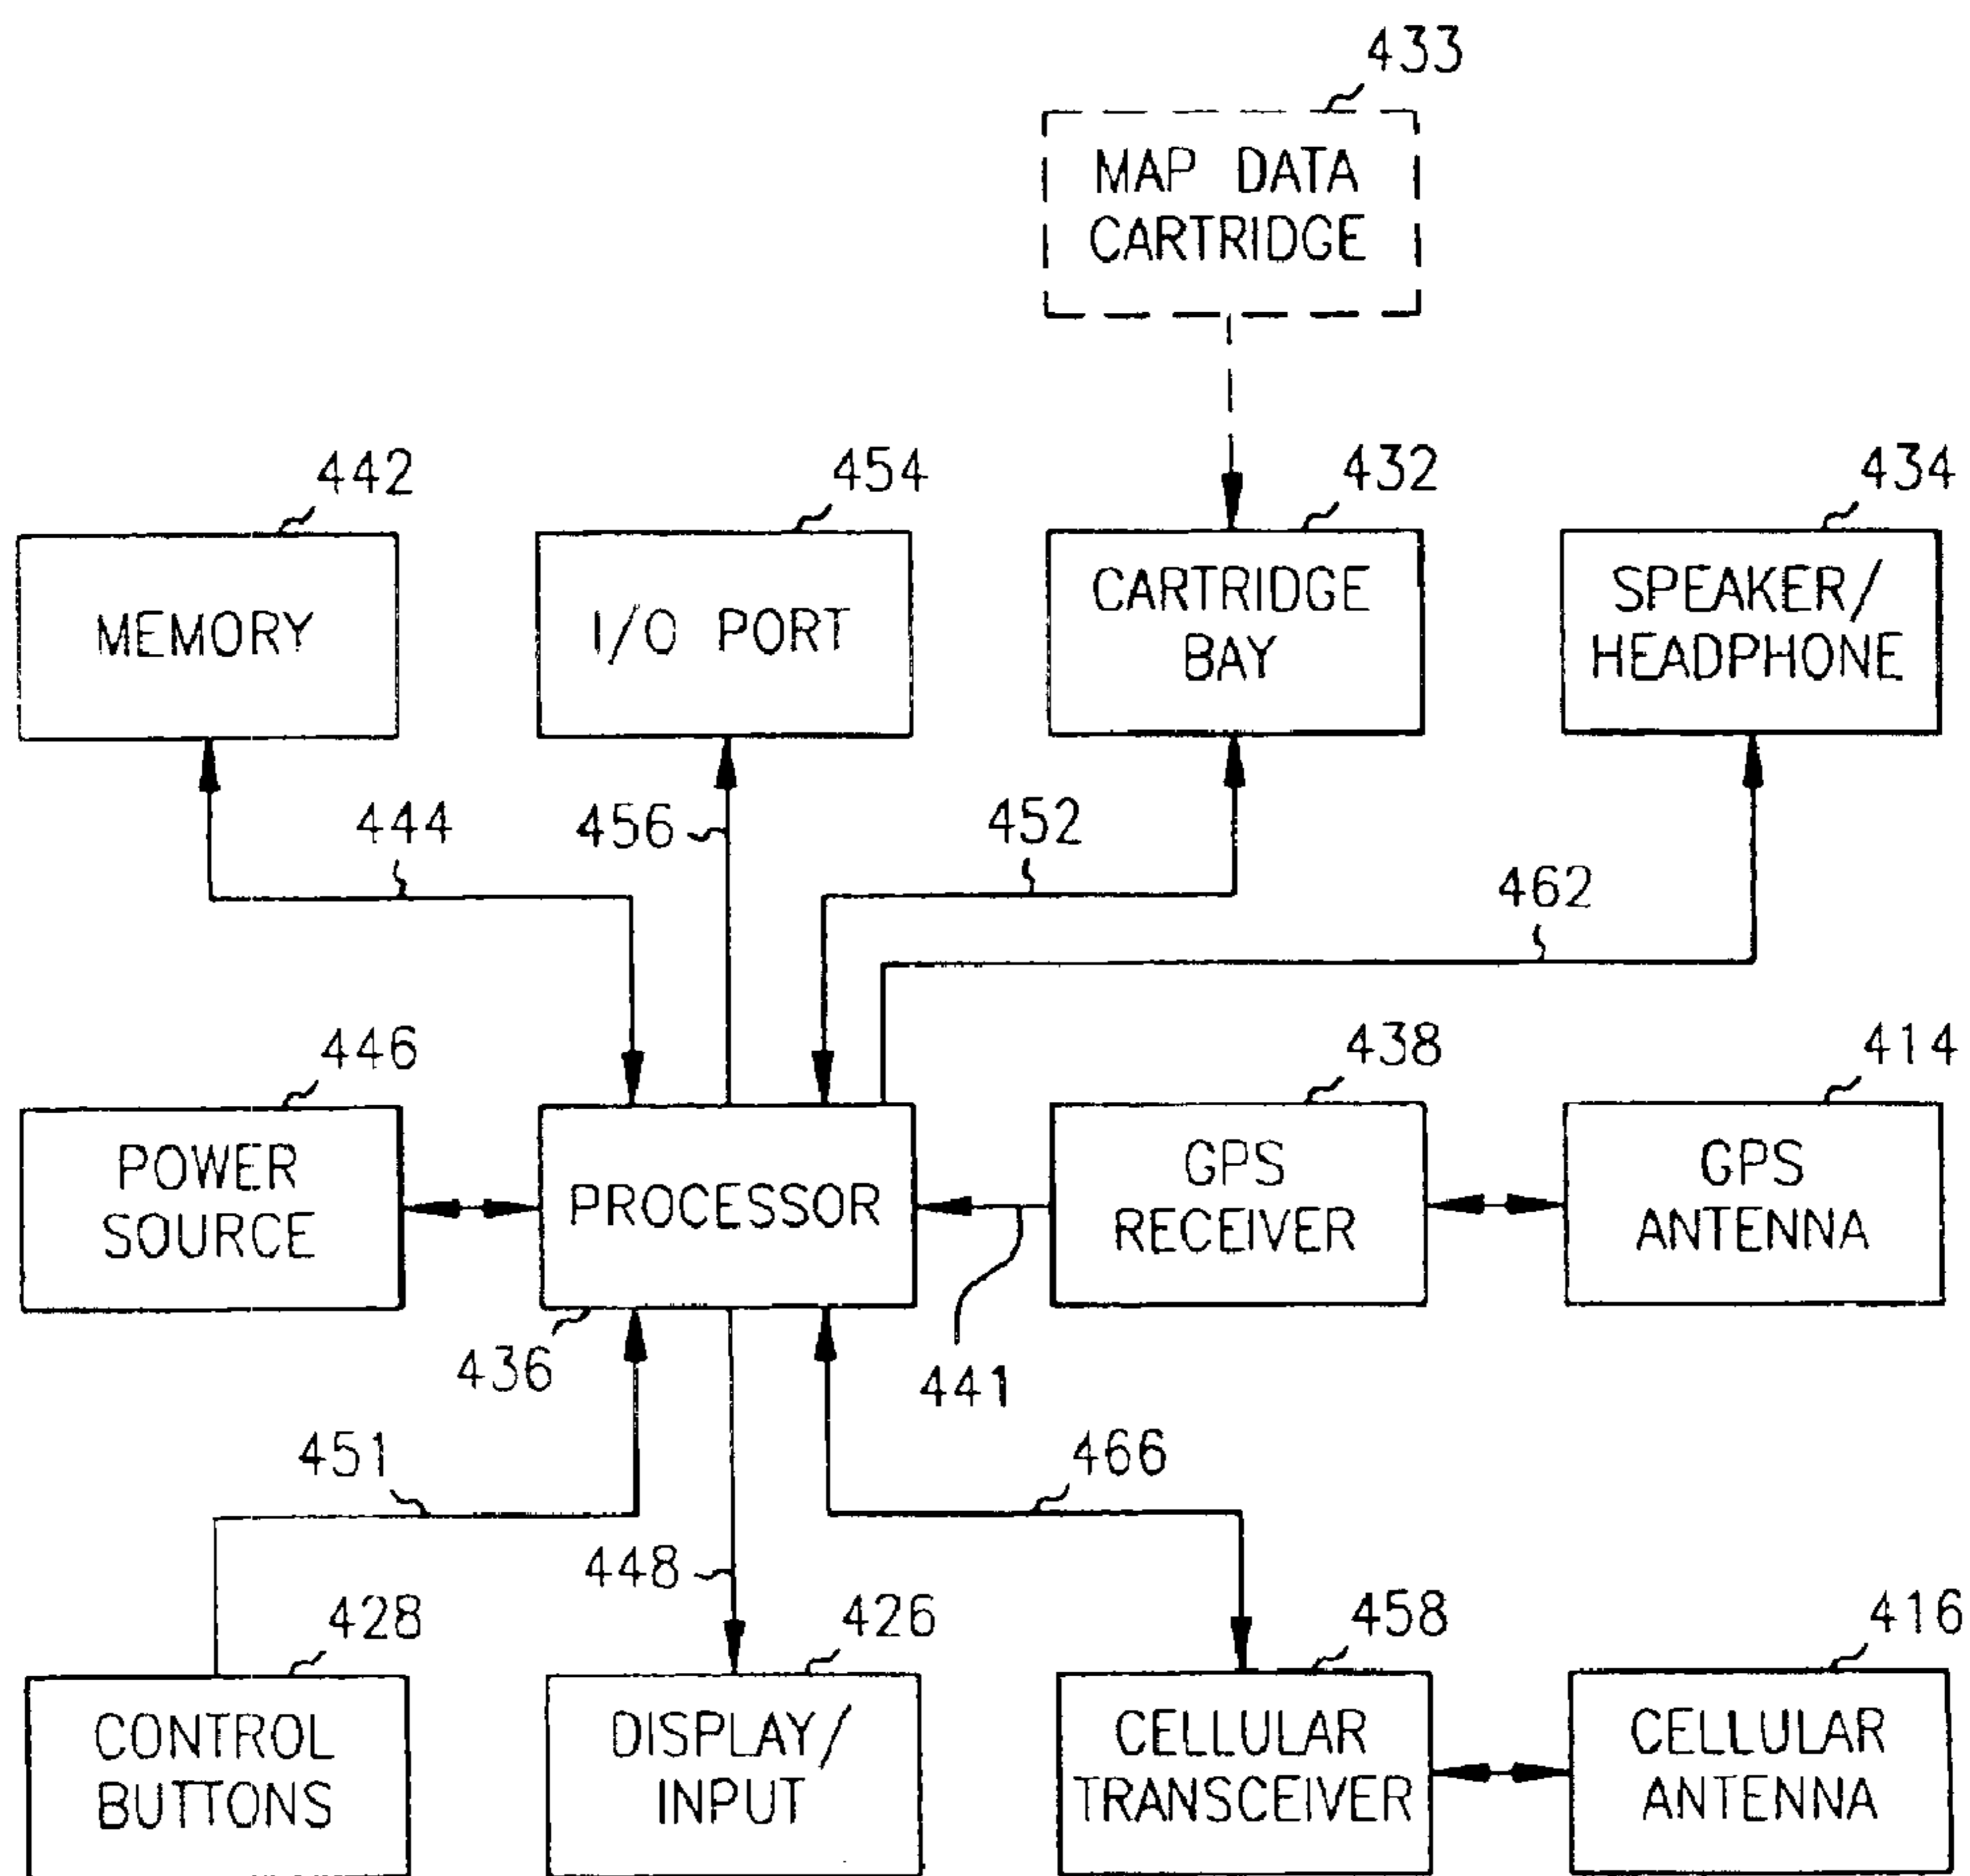 433
MAP DATA
CARTRIDGE
442
454
432
434
MEMORY
I/O PORT
CARTRIDGE
BAY
SPEAKER/
HEADPHONE
444
456
452
462
446
438
414
POWER
SOURCE
PROCESSOR
GPS
RECEIVER
GPS
ANTENNA
436
441
451
466
448
428
426
458
416
CONTROL
BUTTONS
DISPLAY/
INPUT
CELLULAR
TRANSCEIVER
CELLULAR
ANTENNA